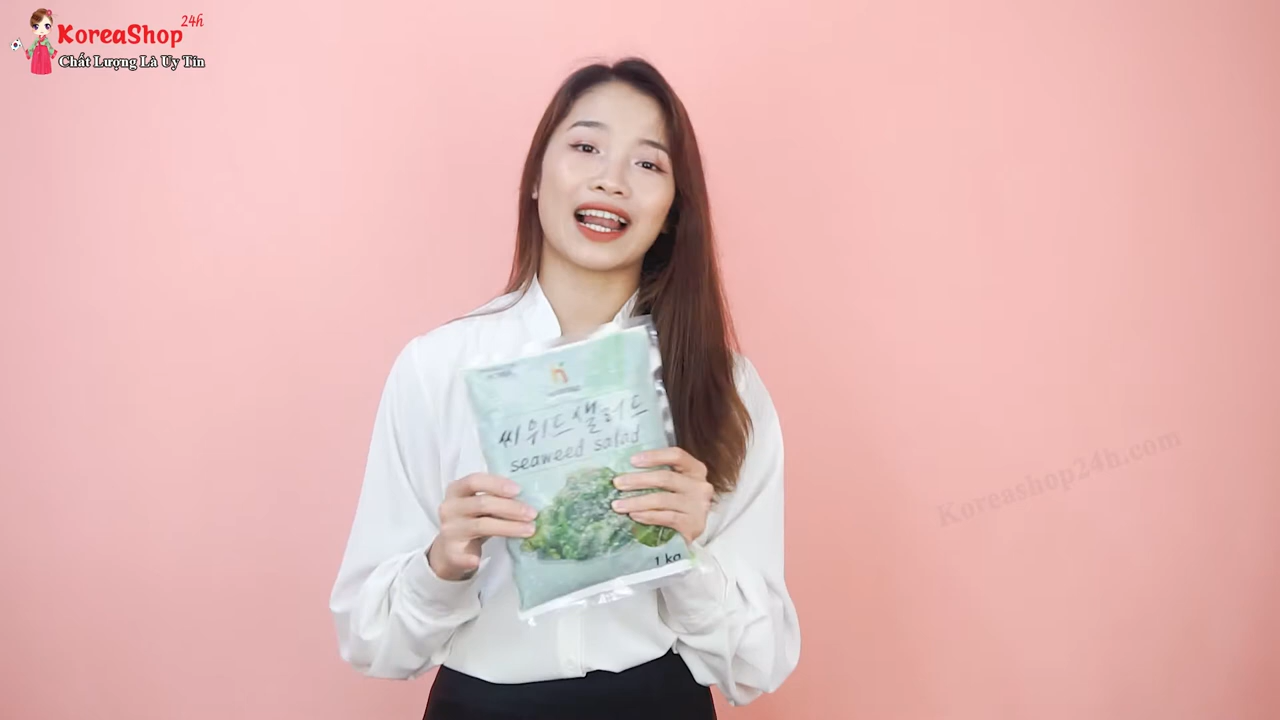 KoreaShop 24h
Chất Lượng Là Uy Tín
씨위드샐러드
seaweed salad
1 kg
Koreashop24h.com